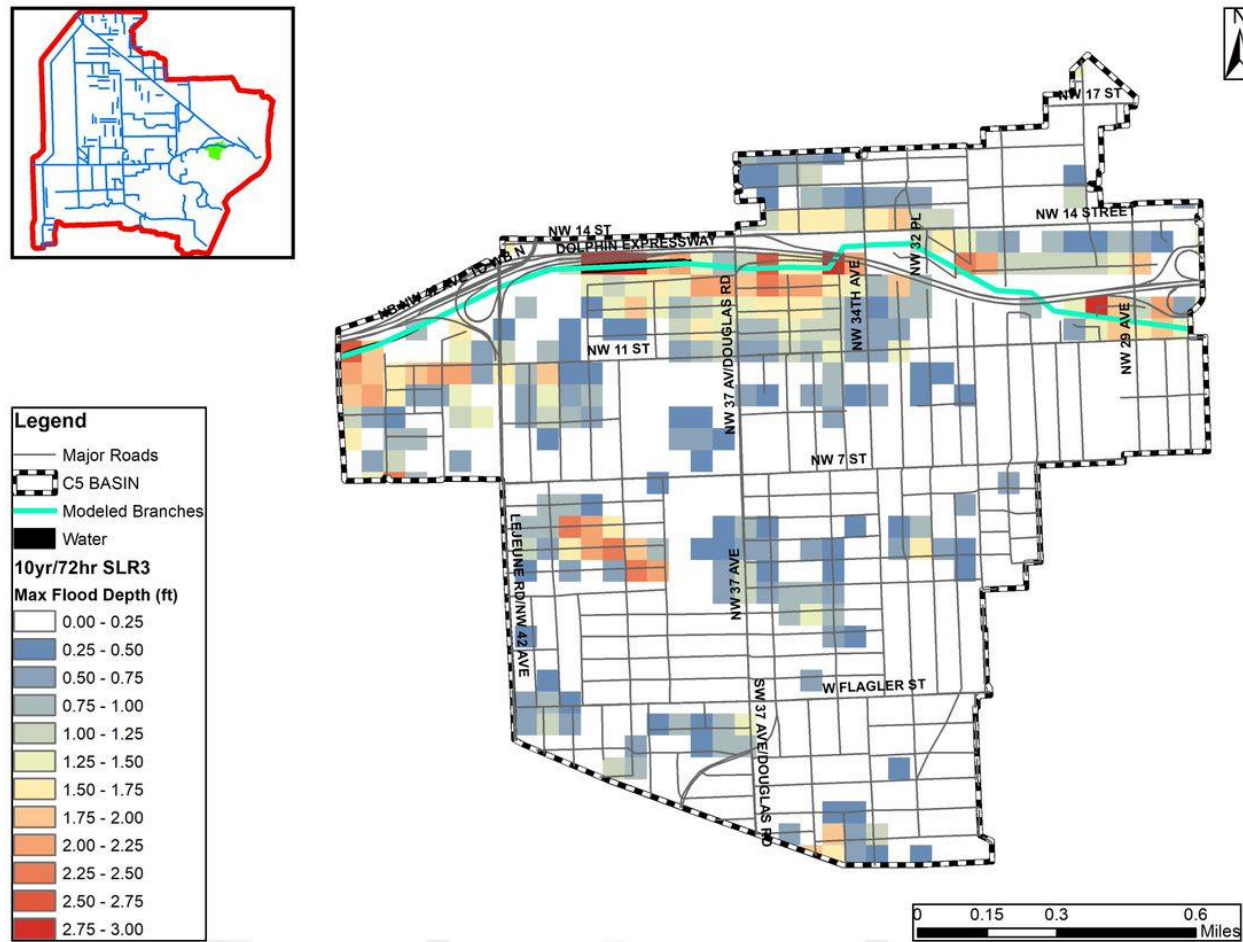 N
NW 17 ST
NW 14 STREET
NW 14 ST
DOLPHIN EXPRESSWAY
NW 32 PL
NW 37 AV/DOUGLAS RD
NW 34TH AVE
NW 29 AVE
NW 11 ST
NW 7 ST
LEJEUNE RD/NW 42 AVE
NW 37 AVE
W FLAGLER ST
SW 37 AVE/DOUGLAS RD
Legend
Major Roads
C5 BASIN
Modeled Branches
Water
10yr/72hr SLR3
Max Flood Depth (ft)
0.00 - 0.25
0.25 - 0.50
0.50 - 0.75
0.75 - 1.00
1.00 - 1.25
1.25 - 1.50
1.50 - 1.75
1.75 - 2.00
2.00 - 2.25
2.25 - 2.50
2.50 - 2.75
2.75 - 3.00
0 0.15 0.3 0.6
Miles